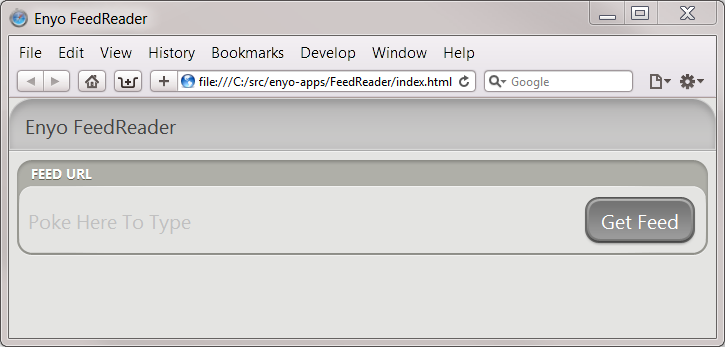 Enyo FeedReader
File Edit View History Bookmarks Develop Window Help
file:///C:/src/enyo-apps/FeedReader/index.html Google
Enyo FeedReader
FEED URL
Poke Here To Type Get Feed